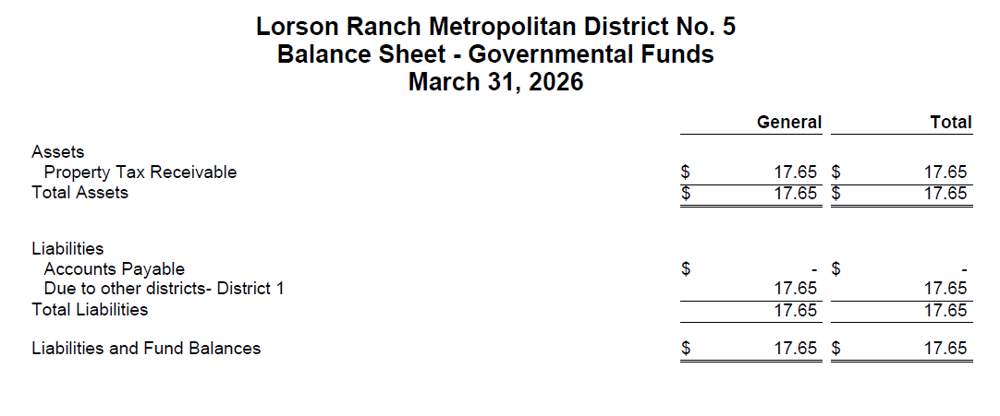 Lorson Ranch Metropolitan District No. 5
Balance Sheet - Governmental Funds
March 31, 2026
General Total
Assets
Property Tax Receivable $ 17.65 $ 17.65
Total Assets $ 17.65 $ 17.65
Liabilities
Accounts Payable $ - $ -
Due to other districts- District 1 17.65 17.65
Total Liabilities 17.65 17.65
Liabilities and Fund Balances $ 17.65 $ 17.65